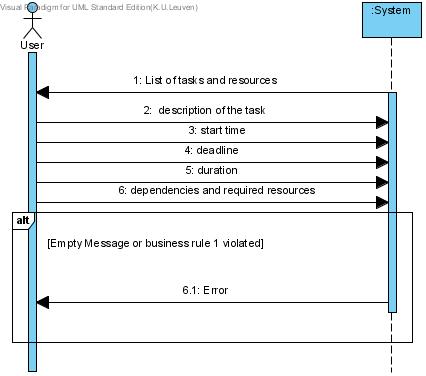 Visual Paradigm for UML Standard Edition(K.U.Leuven)
:System
User
1: List of tasks and resources
2:  description of the task
3: start time
4: deadline
5: duration
6: dependencies and required resources
alt
[Empty Message or business rule 1 violated]
6.1: Error